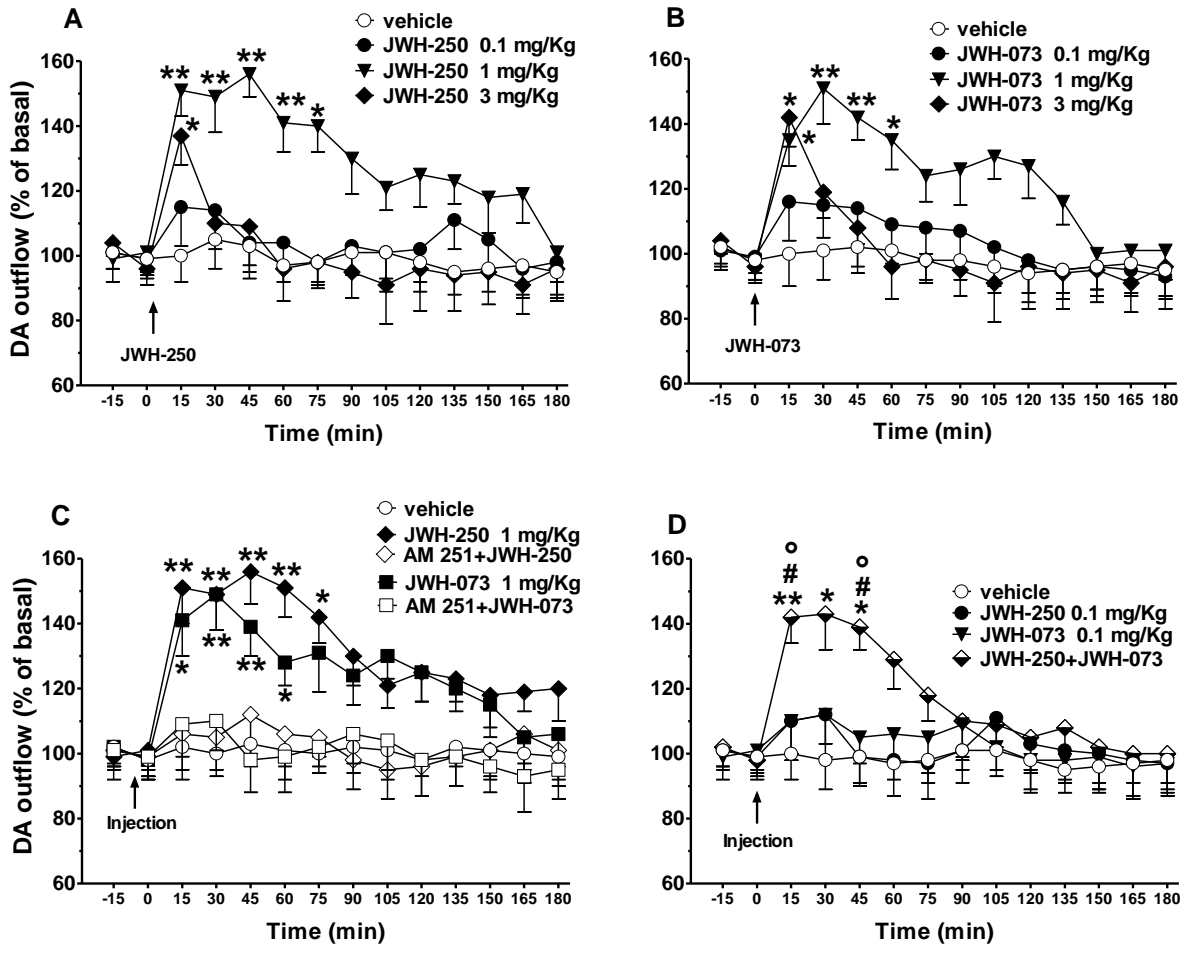 A
vehicle
JWH-250 0.1 mg/Kg
JWH-250 1 mg/Kg
JWH-250 3 mg/Kg
DA outflow (% of basal)
160
140
120
100
80
60
** ** ** ** *
*
JWH-250
-15 0 15 30 45 60 75 90 105 120 135 150 165 180
Time (min)
B
vehicle
JWH-073 0.1 mg/Kg
JWH-073 1 mg/Kg
JWH-073 3 mg/Kg
160
140
120
100
80
60
* ** ** *
*
JWH-073
-15 0 15 30 45 60 75 90 105 120 135 150 165 180
Time (min)
C
vehicle
JWH-250 1 mg/Kg
AM 251+JWH-250
JWH-073 1 mg/Kg
AM 251+JWH-073
DA outflow (% of basal)
160
140
120
100
80
60
** ** ** ** *
* ** ** *
Injection
-15 0 15 30 45 60 75 90 105 120 135 150 165 180
Time (min)
D
vehicle
JWH-250 0.1 mg/Kg
JWH-073 0.1 mg/Kg
JWH-250+JWH-073
160
140
120
100
80
60
° °
# #
** * *
Injection
-15 0 15 30 45 60 75 90 105 120 135 150 165 180
Time (min)